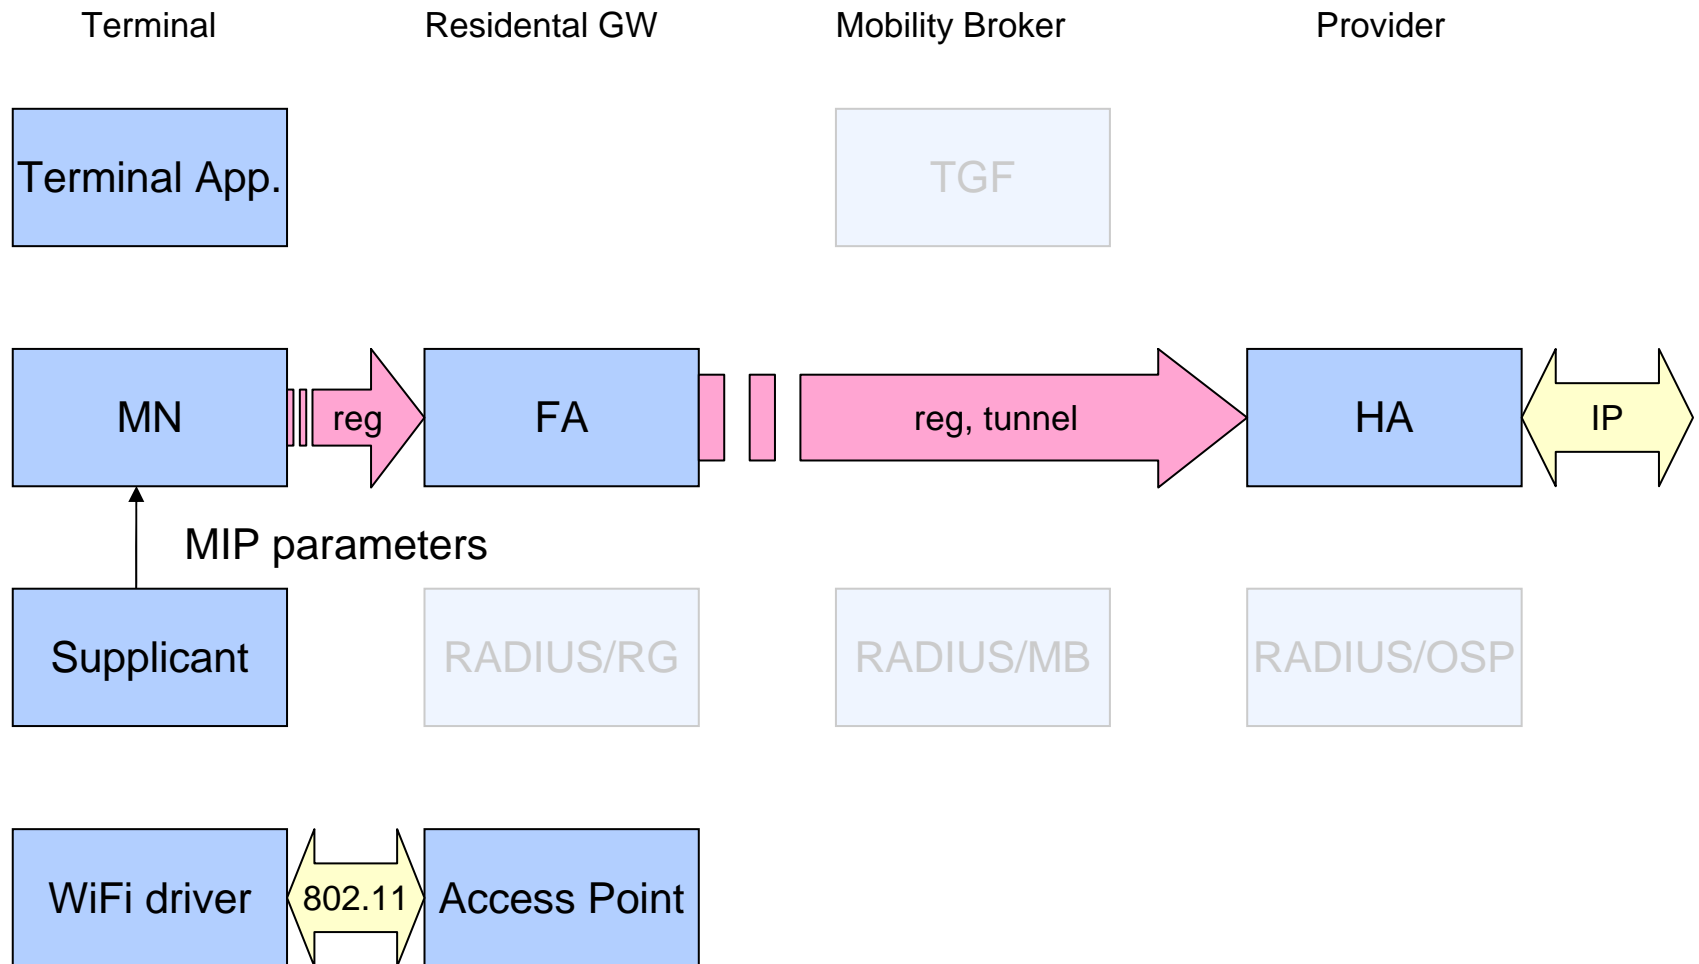 Terminal
Residental GW
Mobility Broker
Provider
Terminal App.
TGF
MN
reg
FA
reg, tunnel
HA
IP
MIP parameters
Supplicant
RADIUS/RG
RADIUS/MB
RADIUS/OSP
WiFi driver
802.11
Access Point